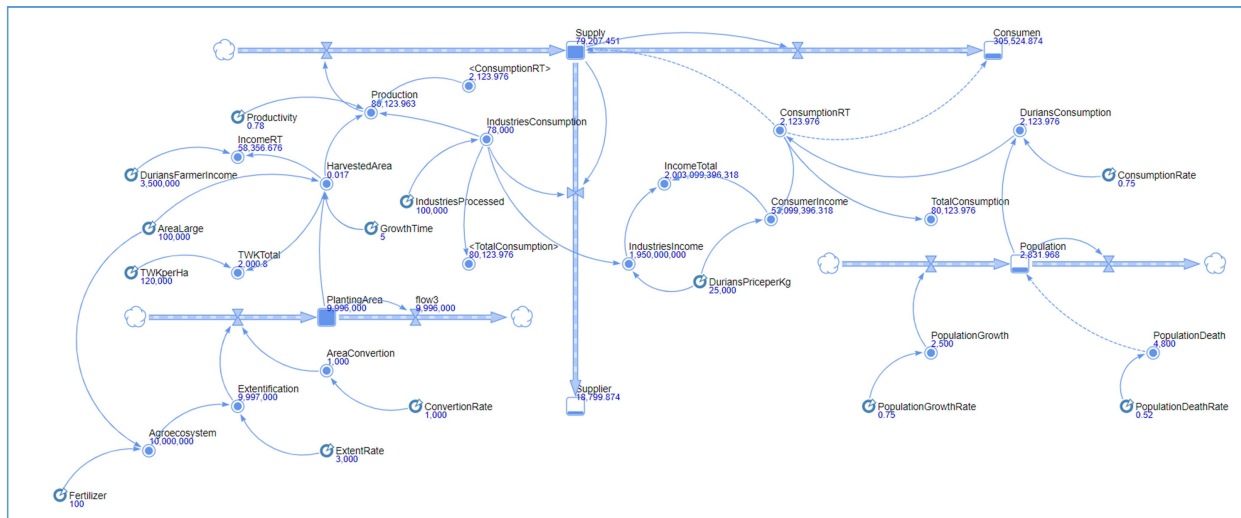 Supply
79,207.451
Consumen
305,524.874
<ConsumptionRT>
2,123.976
Production
80,123.963
Productivity
0.78
IndustriesConsumption
78,000
ConsumptionRT
2,123.976
DuriansConsumption
2,123.976
IncomeRT
58,356.676
HarvestedArea
0.017
IncomeTotal
2,003,099,396.318
DuriansFarmerIncome
3,500,000
ConsumptionRate
0.75
IndustriesProcessed
100,000
ConsumerIncome
53,099,396.318
TotalConsumption
80,123.976
AreaLarge
100,000
GrowthTime
5
TWKTotal
2,000.8
<TotalConsumption>
80,123.976
IndustriesIncome
1,950,000,000
Population
2,831.968
TWKperHa
120,000
DuriansPriceperKg
25,000
PlantingArea
9,996,000
flow3
9,996,000
PopulationGrowth
2,500
PopulationDeath
4,800
AreaConvertion
1,000
Extentification
9,997,000
Supplier
18,799.874
ConvertionRate
1,000
PopulationGrowthRate
0.75
PopulationDeathRate
0.52
Agroecosystem
10,000,000
ExtentRate
3,000
Fertilizer
100